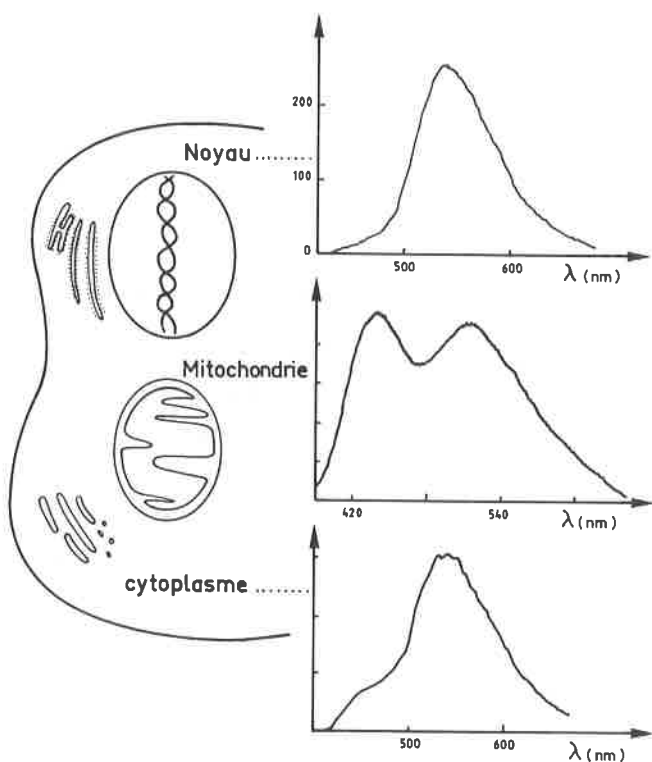 Noyau
200
100
0
500 600
λ (nm)
Mitochondrie
420 540
λ (nm)
cytoplasme
500 600
λ (nm)